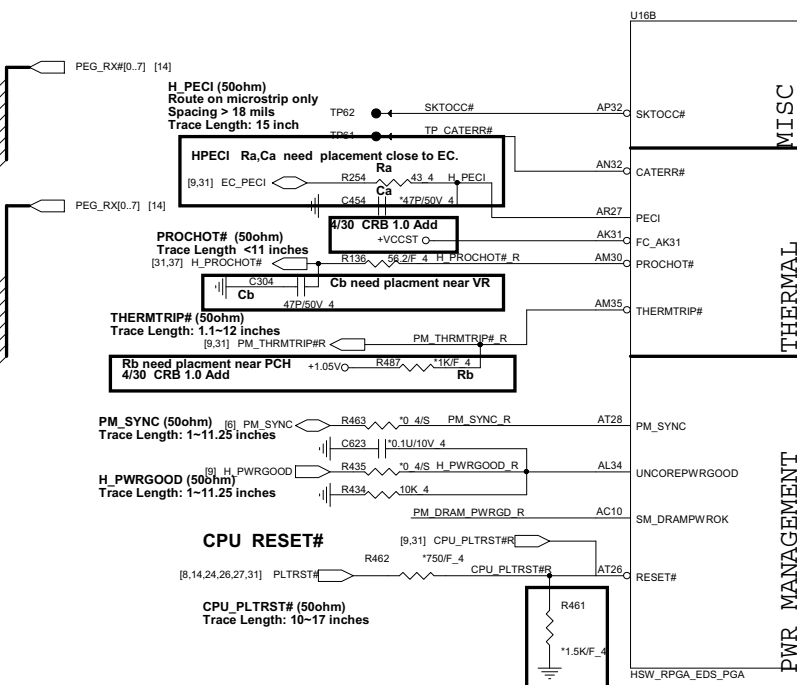 U16B
PEG_RX#[0..7] [14]
H_PECI (50ohm)
Route on microstrip only
Spacing > 18 mils
Trace Length: 15 inch
TP62 SKTOCC# AP32 SKTOCC#
MISC
TP61 TP_CATERR#
HPECI Ra,Ca need placement close to EC.
AN32 CATERR#
Ra
[9,31] EC_PECI R254 43_4 H_PECI
Ca
C454 *47P/50V_4
PEG_RX[0..7] [14]
AR27 PECI
4/30 CRB 1.0 Add
+VCCST AK31 FC_AK31
PROCHOT# (50ohm)
Trace Length <11 inches
[31,37] H_PROCHOT# R136 56.2/F_4 H_PROCHOT#_R AM30 PROCHOT#
THERMAL
C304 Cb need placment near VR
Cb
47P/50V_4
AM35 THERMTRIP#
THERMTRIP# (50ohm)
Trace Length: 1.1~12 inches
[9,31] PM_THRMTRIP#R PM_THRMTRIP#_R
Rb need placment near PCH
4/30 CRB 1.0 Add
+1.05V R487 *1K/F_4
Rb
PM_SYNC (50ohm)
Trace Length: 1~11.25 inches
[6] PM_SYNC R463 *0_4/S PM_SYNC_R AT28 PM_SYNC
C623 *0.1U/10V_4
[9] H_PWRGOOD R435 *0_4/S H_PWRGOOD_R AL34 UNCOREPWRGOOD
H_PWRGOOD (50ohm)
Trace Length: 1~11.25 inches
R434 10K_4
PM_DRAM_PWRGD_R AC10 SM_DRAMPWROK
PWR MANAGEMENT
CPU RESET#
[9,31] CPU_PLTRST#R
R462 *750/F_4
[8,14,24,26,27,31] PLTRST# CPU_PLTRST#R AT26 RESET#
CPU_PLTRST# (50ohm)
Trace Length: 10~17 inches
R461
*1.5K/F_4
HSW_RPGA_EDS_PGA